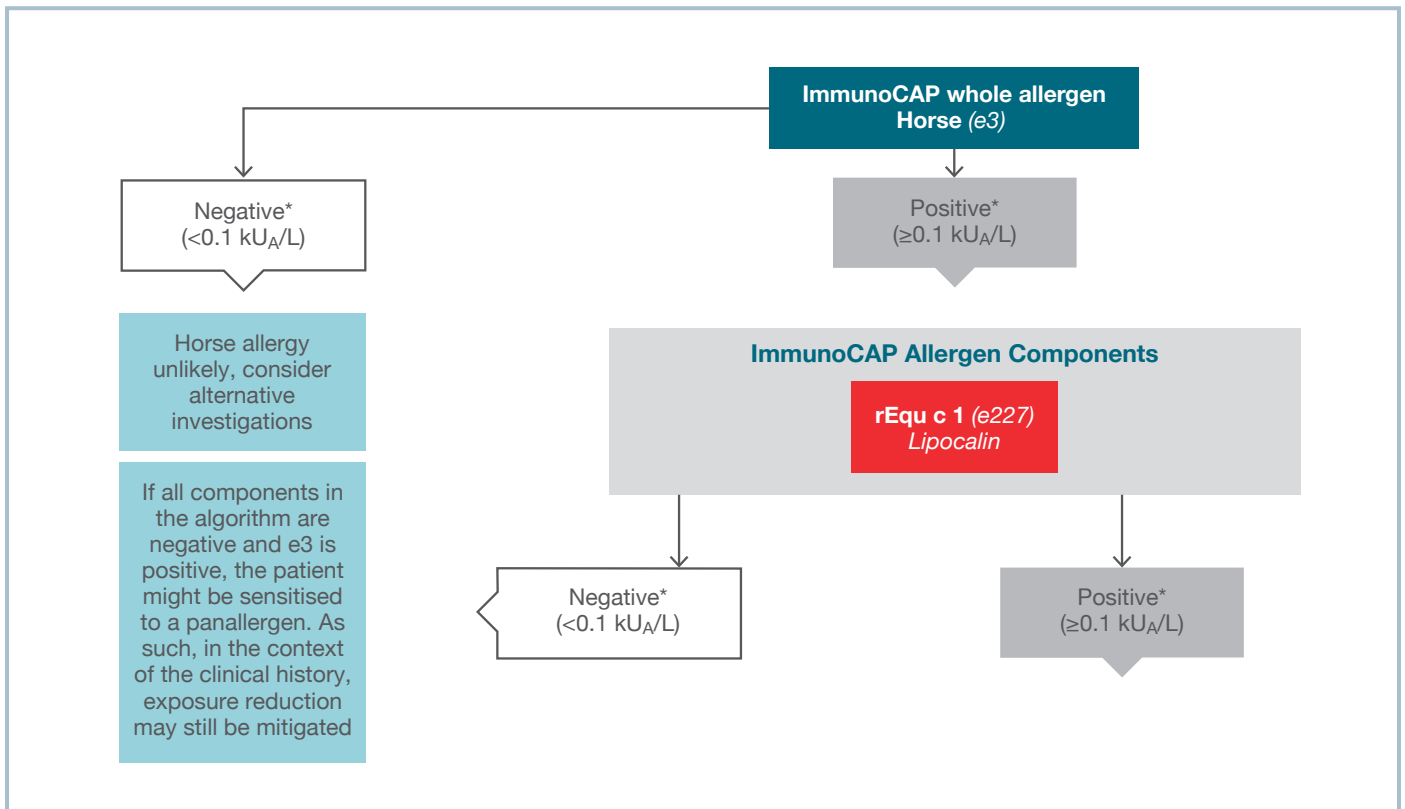 ImmunoCAP whole allergen
Horse (e3)
Negative*
(<0.1 kUA/L)
Positive*
(≥0.1 kUA/L)
Horse allergy
unlikely, consider
alternative
investigations
ImmunoCAP Allergen Components
rEqu c 1 (e227)
Lipocalin
If all components in
the algorithm are
negative and e3 is
positive, the patient
might be sensitised
to a panallergen. As
such, in the context
of the clinical history,
exposure reduction
may still be mitigated
Negative*
(<0.1 kUA/L)
Positive*
(≥0.1 kUA/L)